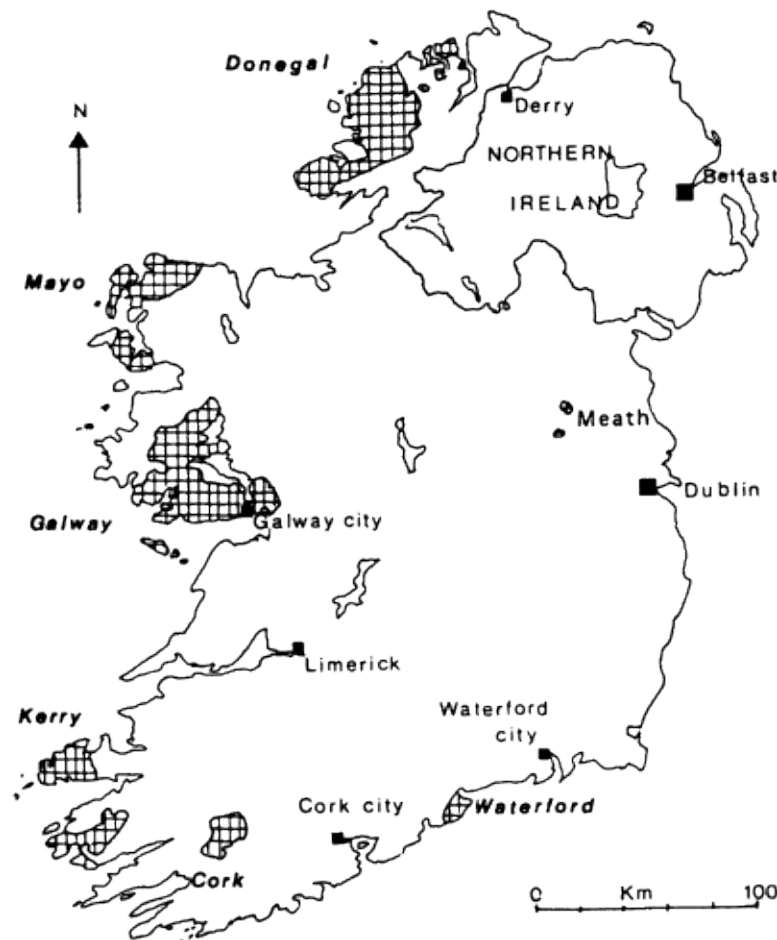 Donegal
N
Derry
NORTHERN
Belfast
IRELAND
Mayo
Meath
Dublin
Galway
Galway city
Limerick
Kerry
Waterford
city
Cork city
Waterford
Cork
0 Km 100